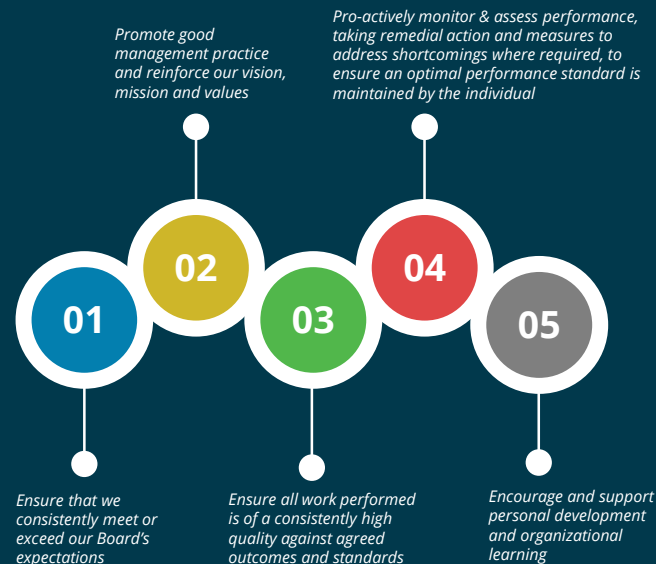 Promote good
management practice
and reinforce our vision,
mission and values
Pro-actively monitor & assess performance,
taking remedial action and measures to
address shortcomings where required, to
ensure an optimal performance standard is
maintained by the individual
01
02
03
04
05
Ensure that we
consistently meet or
exceed our Board's
expectations
Ensure all work performed
is of a consistently high
quality against agreed
outcomes and standards
Encourage and support
personal development
and organizational
learning